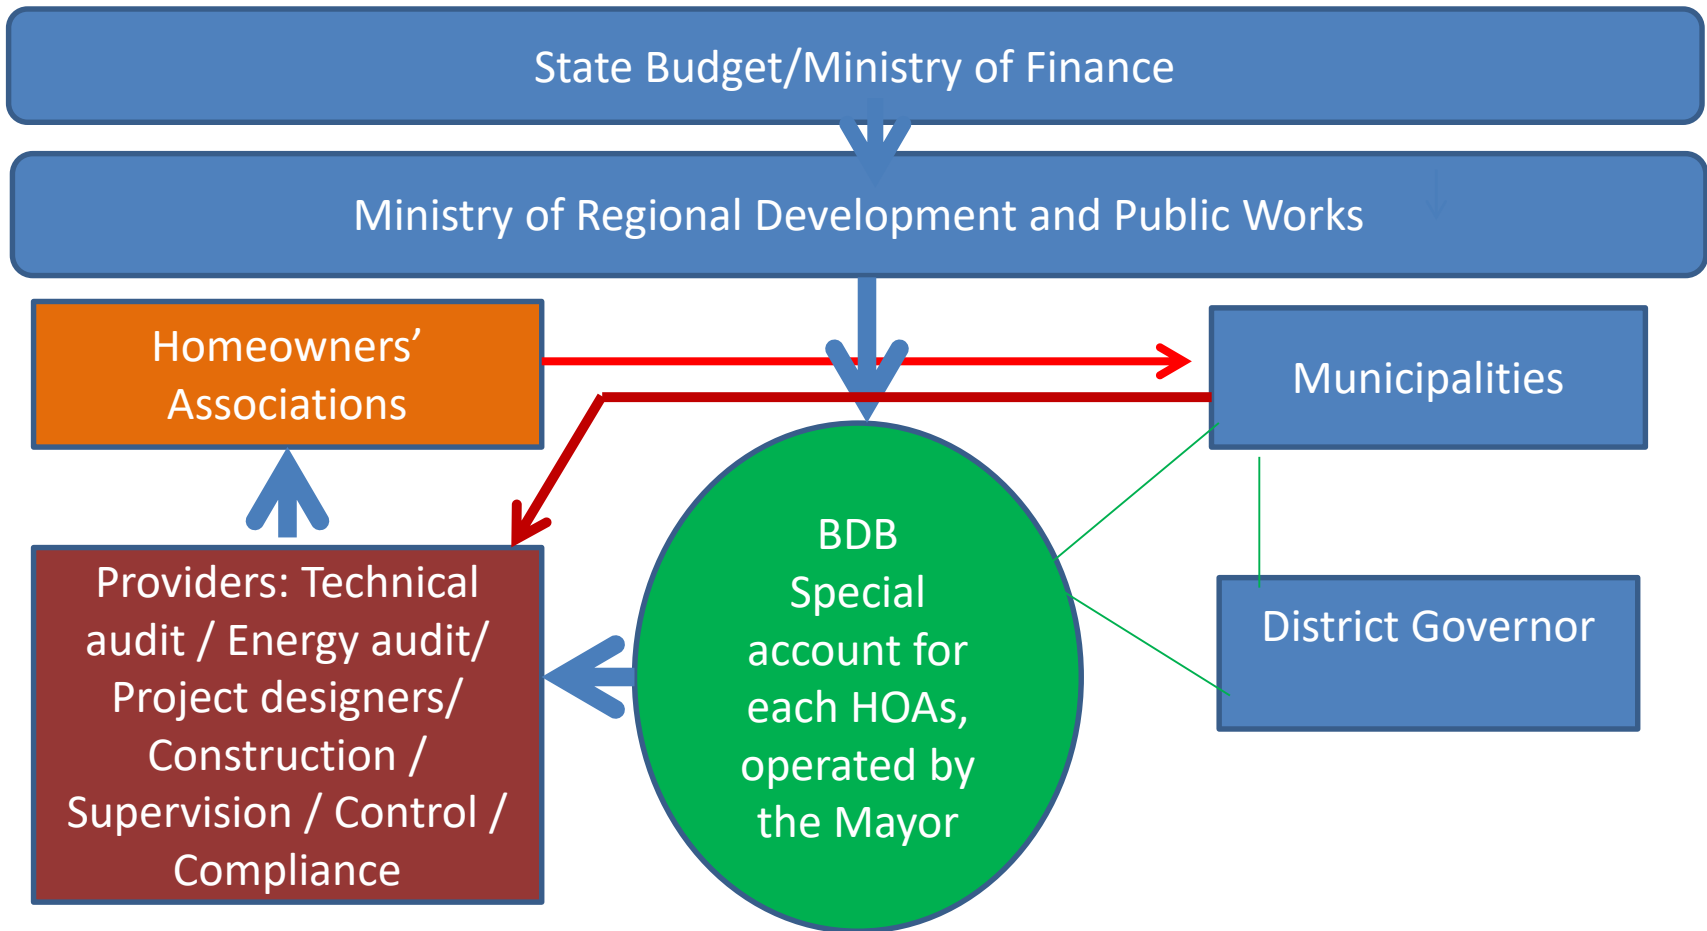 State Budget/Ministry of Finance
Ministry of Regional Development and Public Works
Homeowners’
Associations
Municipalities
BDB
Special
account for
each HOAs,
operated by
the Mayor
District Governor
Providers: Technical
audit / Energy audit/
Project designers/
Construction /
Supervision / Control /
Compliance